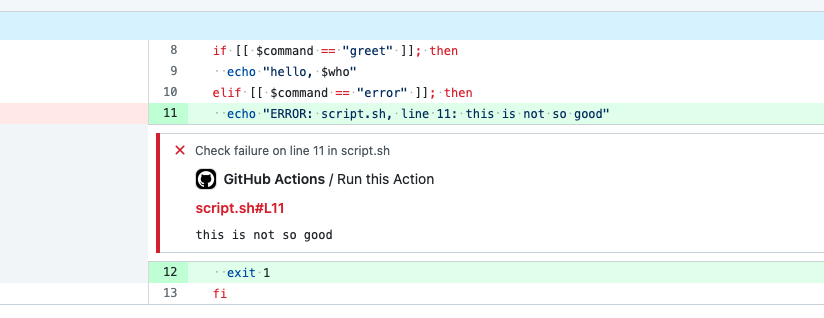 8 if [[ $command == "greet" ]]; then
9   echo "hello, $who"
10 elif [[ $command == "error" ]]; then
11   echo "ERROR: script.sh, line 11: this is not so good"
Check failure on line 11 in script.sh
GitHub Actions / Run this Action
script.sh#L11
this is not so good
12   exit 1
13 fi